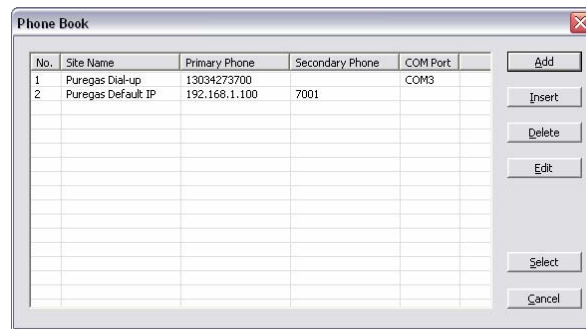 Phone Book
No. Site Name Primary Phone Secondary Phone COM Port
1 Puregas Dial-up 13034273700 COM3
2 Puregas Default IP 192.168.1.100 7001
Add
Insert
Delete
Edit
Select
Cancel